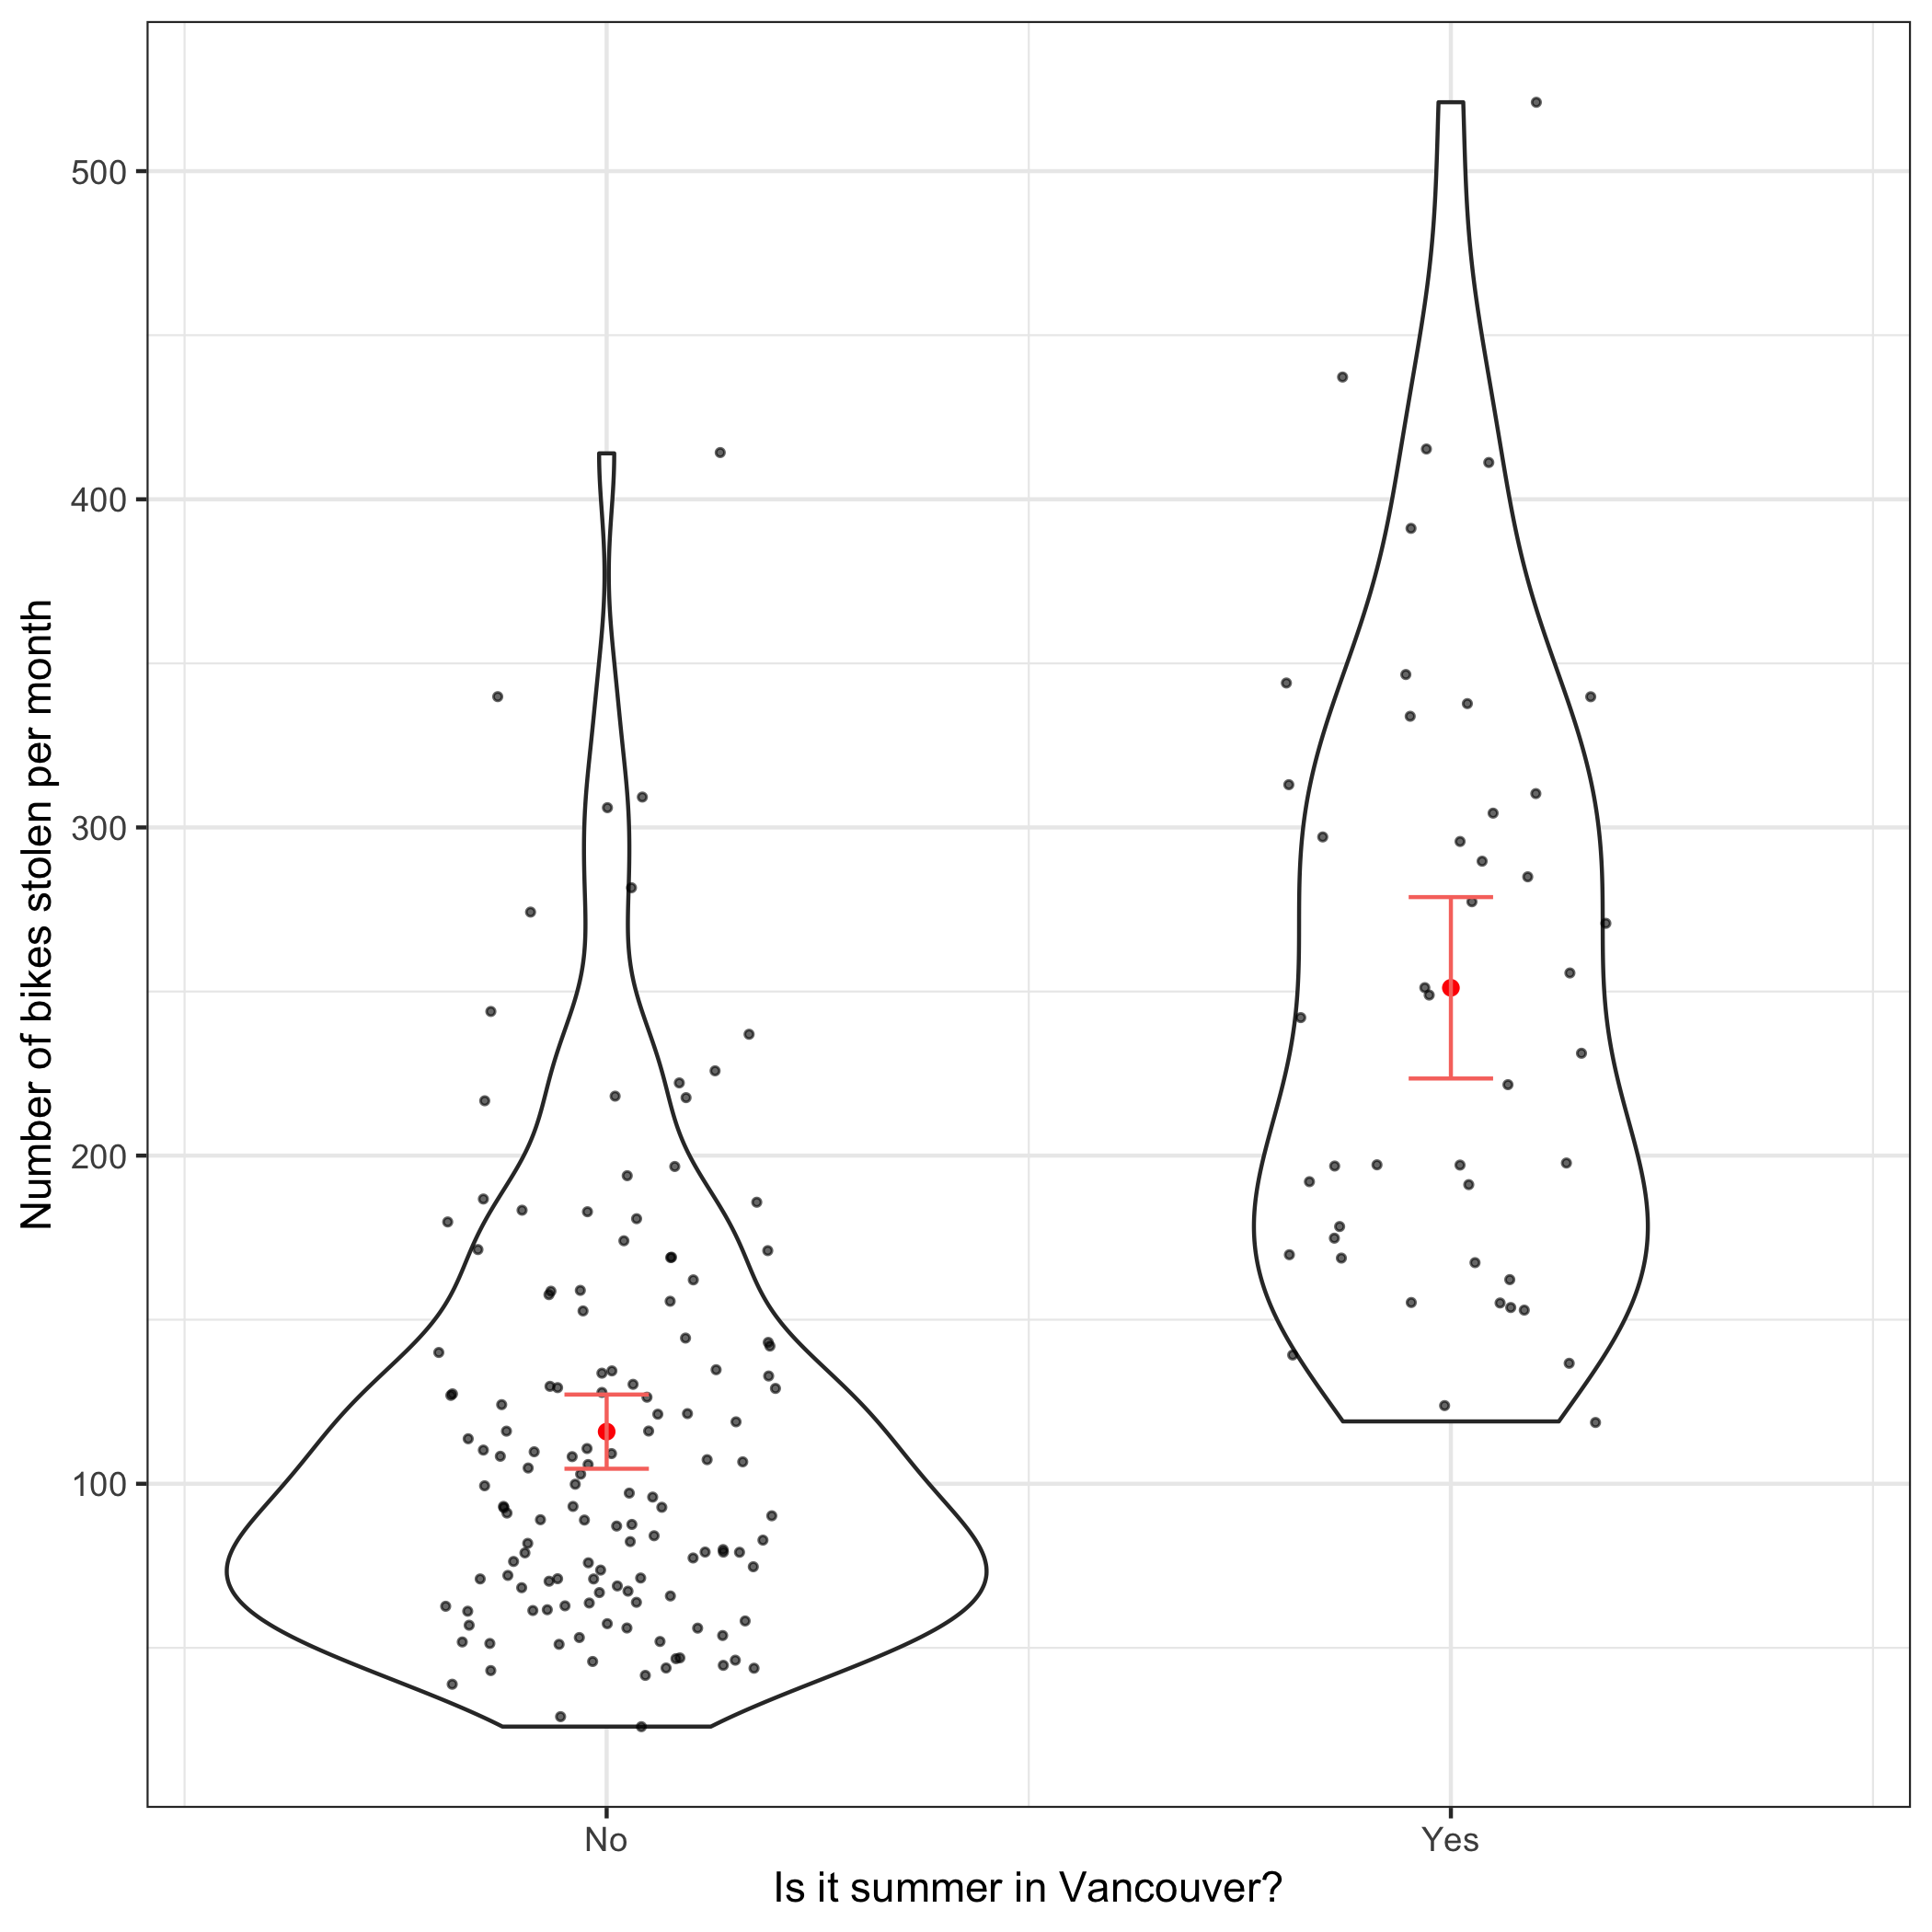 Number of bikes stolen per month
500
400
300
200
100
No
Yes
Is it summer in Vancouver?